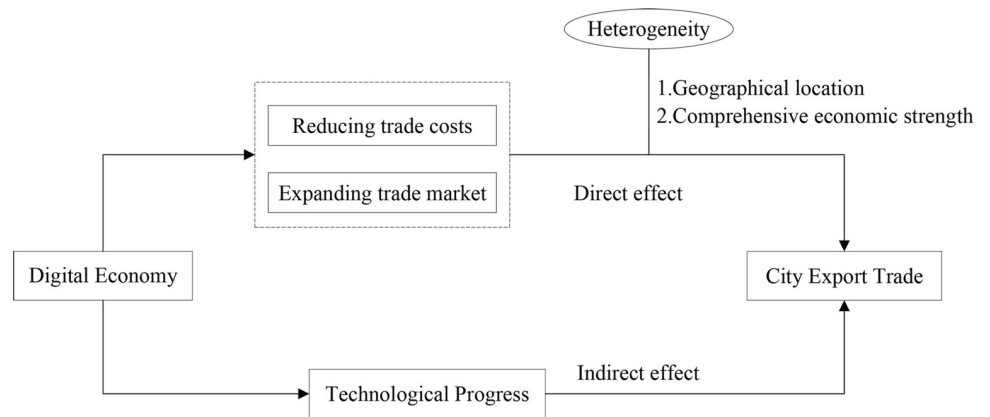 Heterogeneity
1.Geographical location
2.Comprehensive economic strength
Reducing trade costs
Expanding trade market
Direct effect
Digital Economy
City Export Trade
Indirect effect
Technological Progress